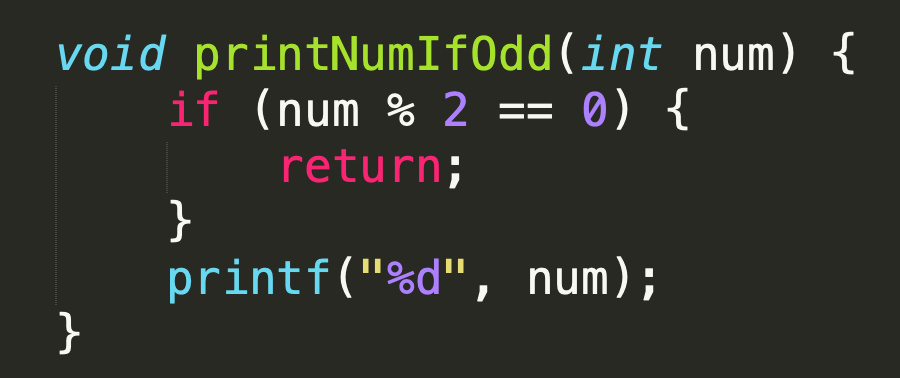 void printNumIfOdd(int num) {
    if (num % 2 == 0) {
        return;
    }
    printf("%d", num);
}